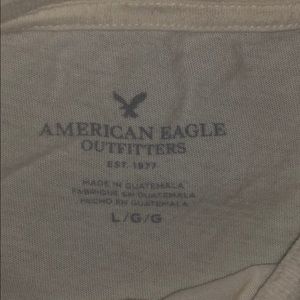 AMERICAN EAGLE
OUTFITTERS
EST. 1977
MADE IN GUATEMALA
FABRIQUÉ EN GUATEMALA
HECHO EN GUATEMALA
L/G/G